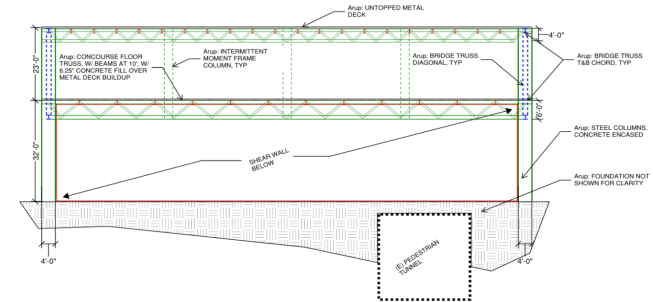 Arup: UNTOPPED METAL
DECK
4'-0"
23'-0"
Arup: CONCOURSE FLOOR
TRUSS, W/ BEAMS AT 10', W/
6.25" CONCRETE FILL OVER
METAL DECK BUILDUP
Arup: INTERMITTENT
MOMENT FRAME
COLUMN, TYP
Arup: BRIDGE TRUSS
DIAGONAL, TYP
Arup: BRIDGE TRUSS
T&B CHORD, TYP
6'-0"
32'-0"
SHEAR WALL
BELOW
Arup: STEEL COLUMNS,
CONCRETE ENCASED
Arup: FOUNDATION NOT
SHOWN FOR CLARITY
(E) PEDESTRIAN
TUNNEL
4'-0"
4'-0"